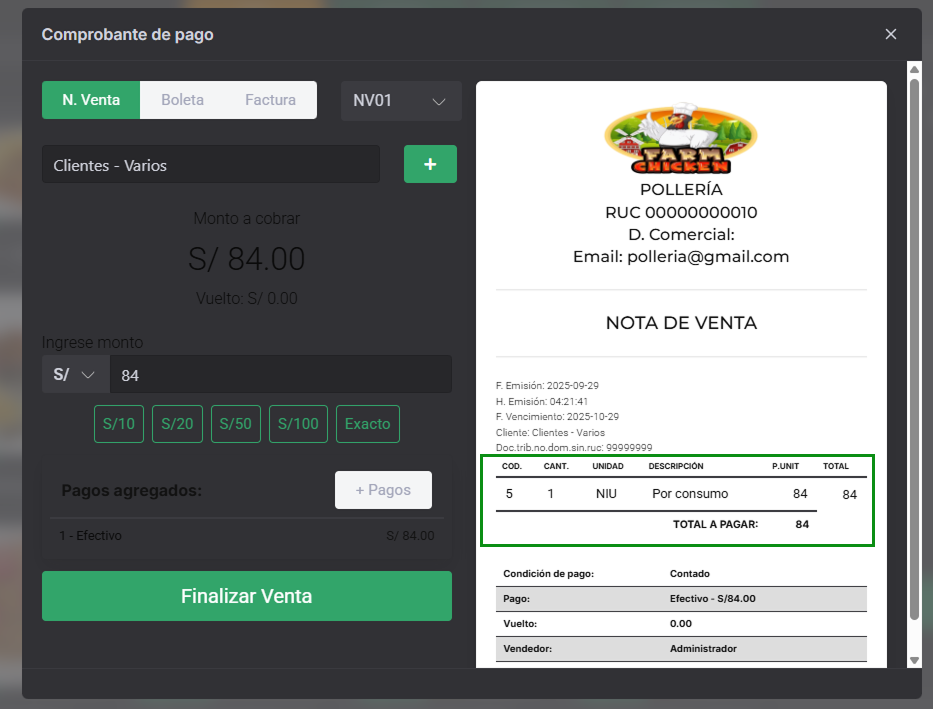 Comprobante de pago
N. Venta Boleta Factura NV01
Clientes - Varios +
Monto a cobrar
S/ 84.00
Vuelto: S/ 0.00
Ingrese monto
S/ 84
S/10 S/20 S/50 S/100 Exacto
Pagos agregados: + Pagos
1 - Efectivo S/ 84.00
Finalizar Venta
FARM
CHICKEN
POLLERÍA
RUC 00000000010
D. Comercial:
Email: polleria@gmail.com
NOTA DE VENTA
F. Emisión: 2025-09-29
H. Emisión: 04:21:41
F. Vencimiento: 2025-10-29
Cliente: Clientes - Varios
Doc.trib.no.dom.sin.ruc: 99999999
COD. CANT. UNIDAD DESCRIPCIÓN P.UNIT TOTAL
5 1 NIU Por consumo 84 84
TOTAL A PAGAR: 84
Condición de pago: Contado
Pago: Efectivo - S/84.00
Vuelto: 0.00
Vendedor: Administrador